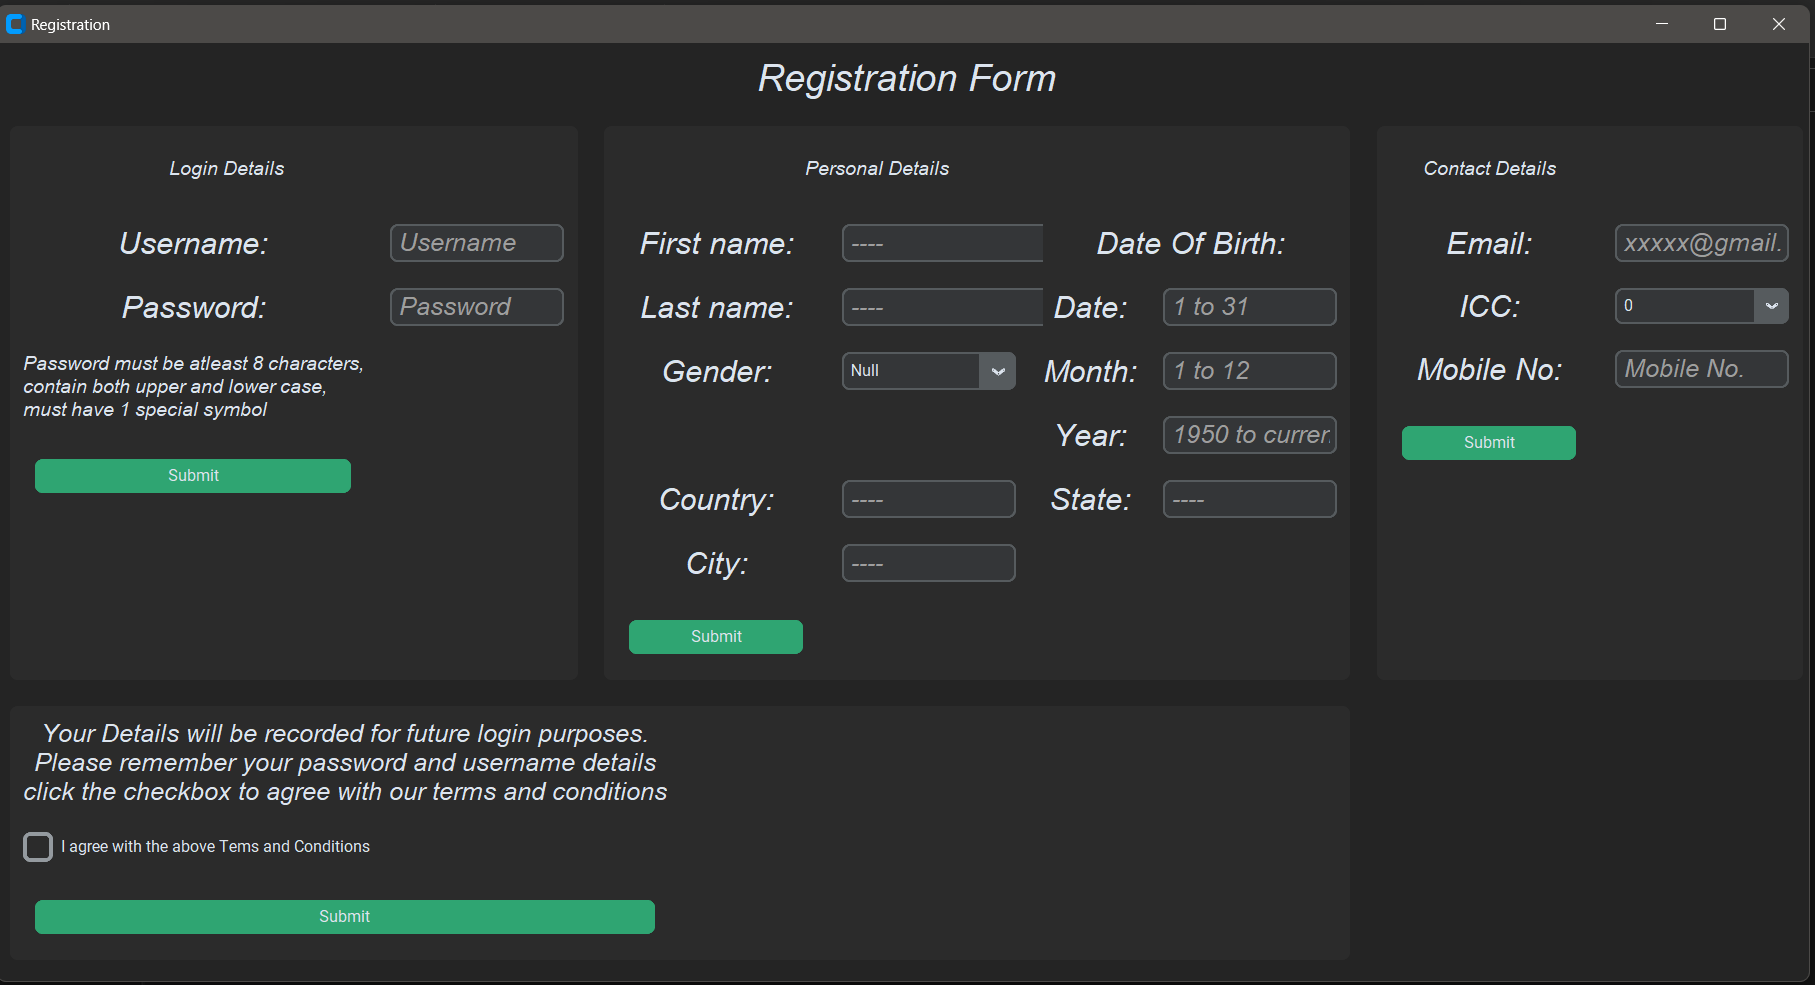 Registration
Registration Form
Login Details
Username:
Username
Password:
Password
Password must be atleast 8 characters,
contain both upper and lower case,
must have 1 special symbol
Submit
Personal Details
First name:
----
Date Of Birth:
Last name:
----
Date:
1 to 31
Gender:
Null
Month:
1 to 12
Year:
1950 to curren
Country:
----
State:
----
City:
----
Submit
Contact Details
Email:
xxxxx@gmail.
ICC:
0
Mobile No:
Mobile No.
Submit
Your Details will be recorded for future login purposes.
Please remember your password and username details
click the checkbox to agree with our terms and conditions
I agree with the above Tems and Conditions
Submit